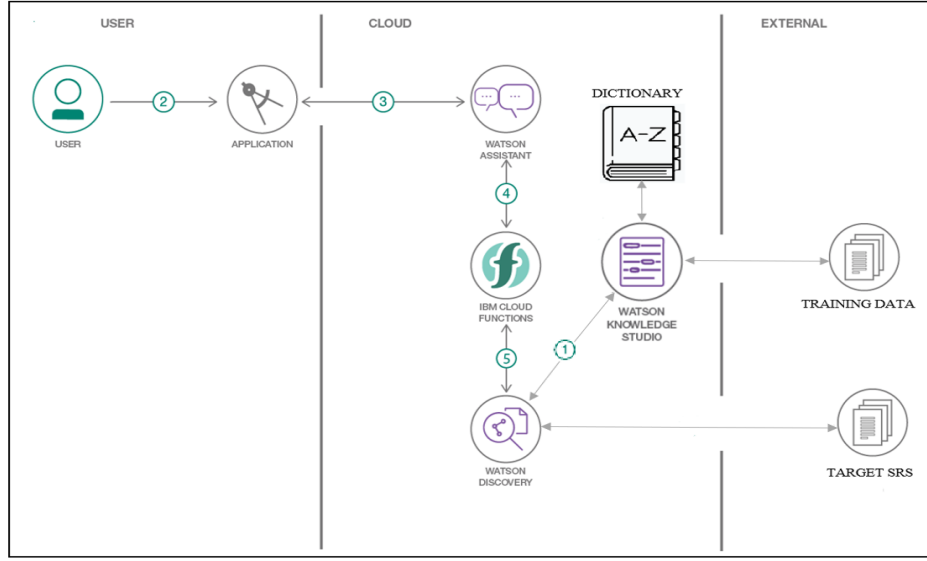 USER
CLOUD
EXTERNAL
2
3
USER
APPLICATION
WATSON
ASSISTANT
DICTIONARY
A-Z
4
IBM CLOUD
FUNCTIONS
WATSON
KNOWLEDGE
STUDIO
TRAINING DATA
5
1
WATSON
DISCOVERY
TARGET SRS